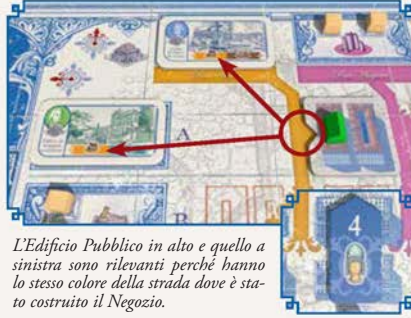 A
B
4
L'Edificio Pubblico in alto e quello a
sinistra sono rilevanti perché hanno
lo stesso colore della strada dove è sta-
to costruito il Negozio.